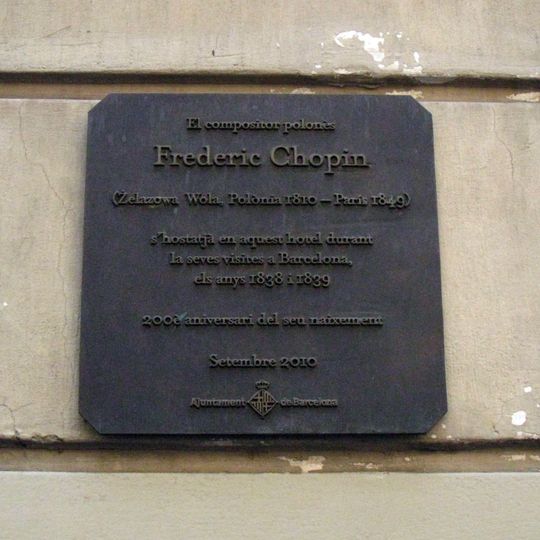 El compositor polonès
Frederic Chopin
(Żelazowa Wola, Polònia 1810 – París 1849)
s'hostatjà en aquest hotel durant
la seves visites a Barcelona,
els anys 1838 i 1839
200è aniversari del seu naixement
Setembre 2010
Ajuntament de Barcelona